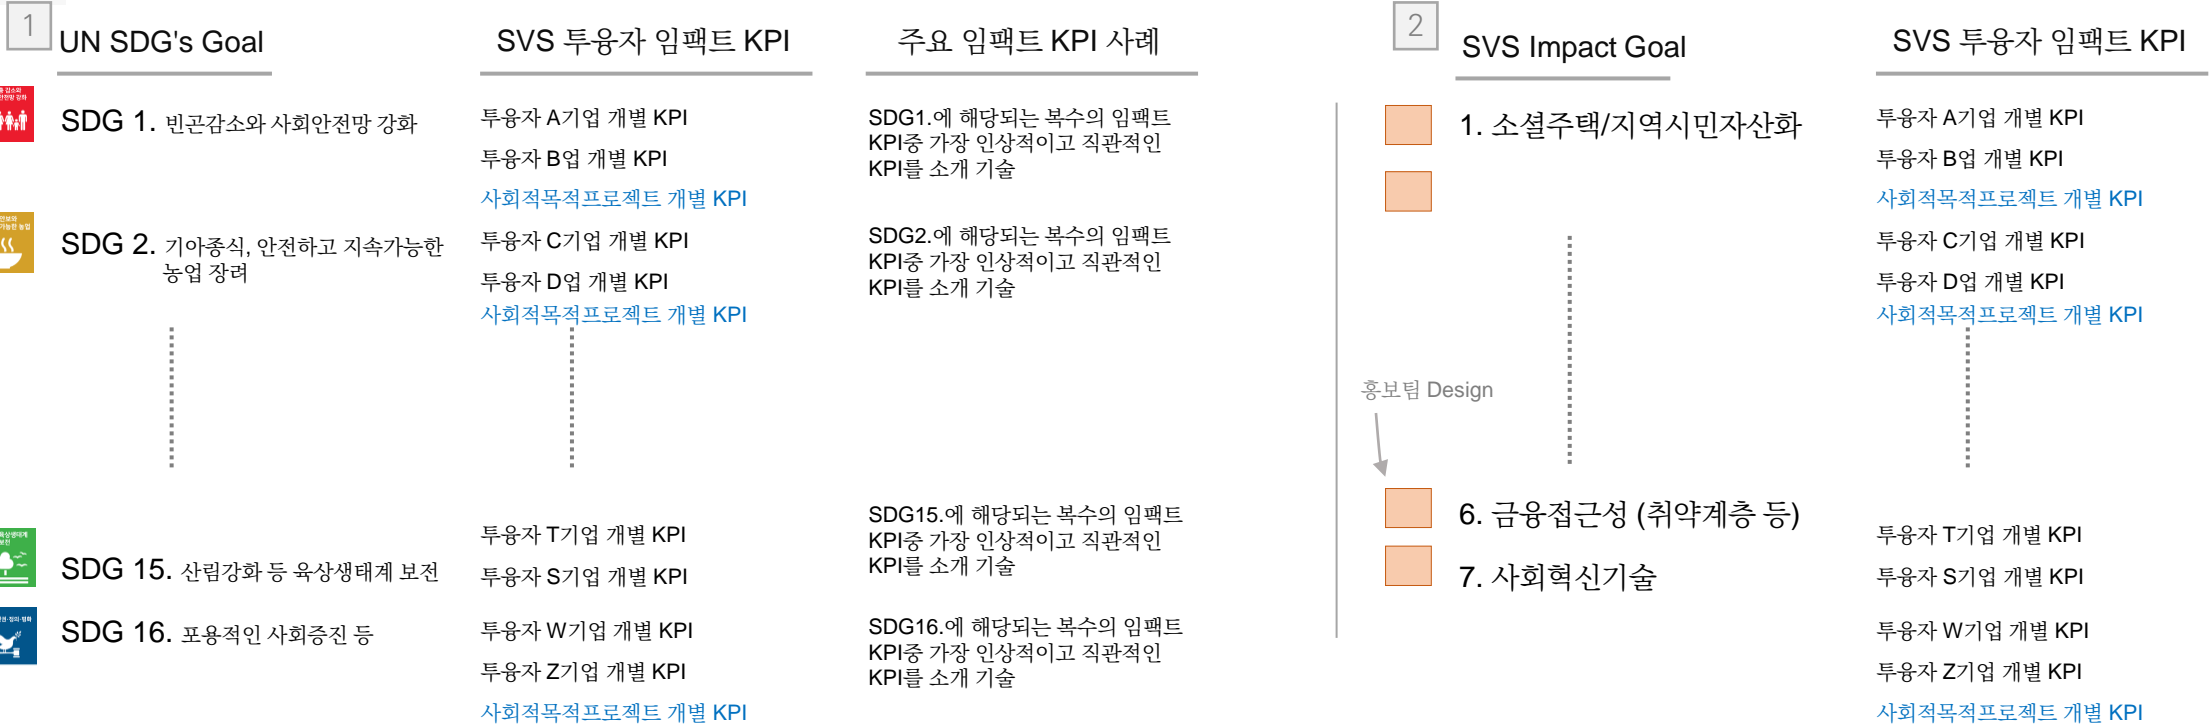 1
UN SDG's Goal
SVS 투융자 임팩트 KPI
주요 임팩트 KPI 사례
SDG 1. 빈곤감소와 사회안전망 강화
투융자 A기업 개별 KPI
투융자 B업 개별 KPI
사회적목적프로젝트 개별 KPI
SDG1.에 해당되는 복수의 임팩트
KPI중 가장 인상적이고 직관적인
KPI를 소개 기술
SDG 2. 기아종식, 안전하고 지속가능한
농업 장려
투융자 C기업 개별 KPI
투융자 D업 개별 KPI
사회적목적프로젝트 개별 KPI
SDG2.에 해당되는 복수의 임팩트
KPI중 가장 인상적이고 직관적인
KPI를 소개 기술
SDG 15. 산림강화 등 육상생태계 보전
투융자 T기업 개별 KPI
투융자 S기업 개별 KPI
SDG15.에 해당되는 복수의 임팩트
KPI중 가장 인상적이고 직관적인
KPI를 소개 기술
SDG 16. 포용적인 사회증진 등
투융자 W기업 개별 KPI
투융자 Z기업 개별 KPI
사회적목적프로젝트 개별 KPI
SDG16.에 해당되는 복수의 임팩트
KPI중 가장 인상적이고 직관적인
KPI를 소개 기술
2
SVS Impact Goal
SVS 투융자 임팩트 KPI
1. 소셜주택/지역시민자산화
투융자 A기업 개별 KPI
투융자 B업 개별 KPI
사회적목적프로젝트 개별 KPI
투융자 C기업 개별 KPI
투융자 D업 개별 KPI
사회적목적프로젝트 개별 KPI
홍보팀 Design
6. 금융접근성 (취약계층 등)
7. 사회혁신기술
투융자 T기업 개별 KPI
투융자 S기업 개별 KPI
투융자 W기업 개별 KPI
투융자 Z기업 개별 KPI
사회적목적프로젝트 개별 KPI